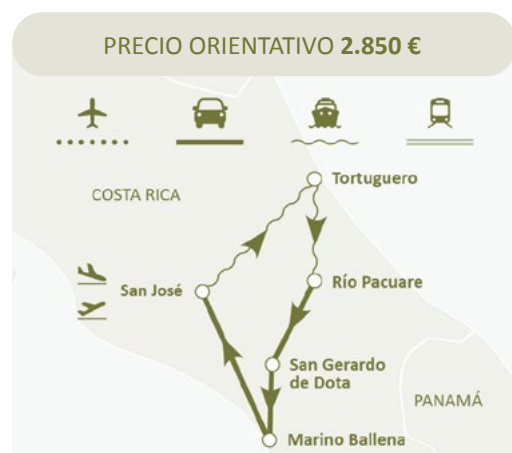 PRECIO ORIENTATIVO 2.850 €
Tortuguero
COSTA RICA
San José
Río Pacuare
San Gerardo
de Dota
PANAMÁ
Marino Ballena